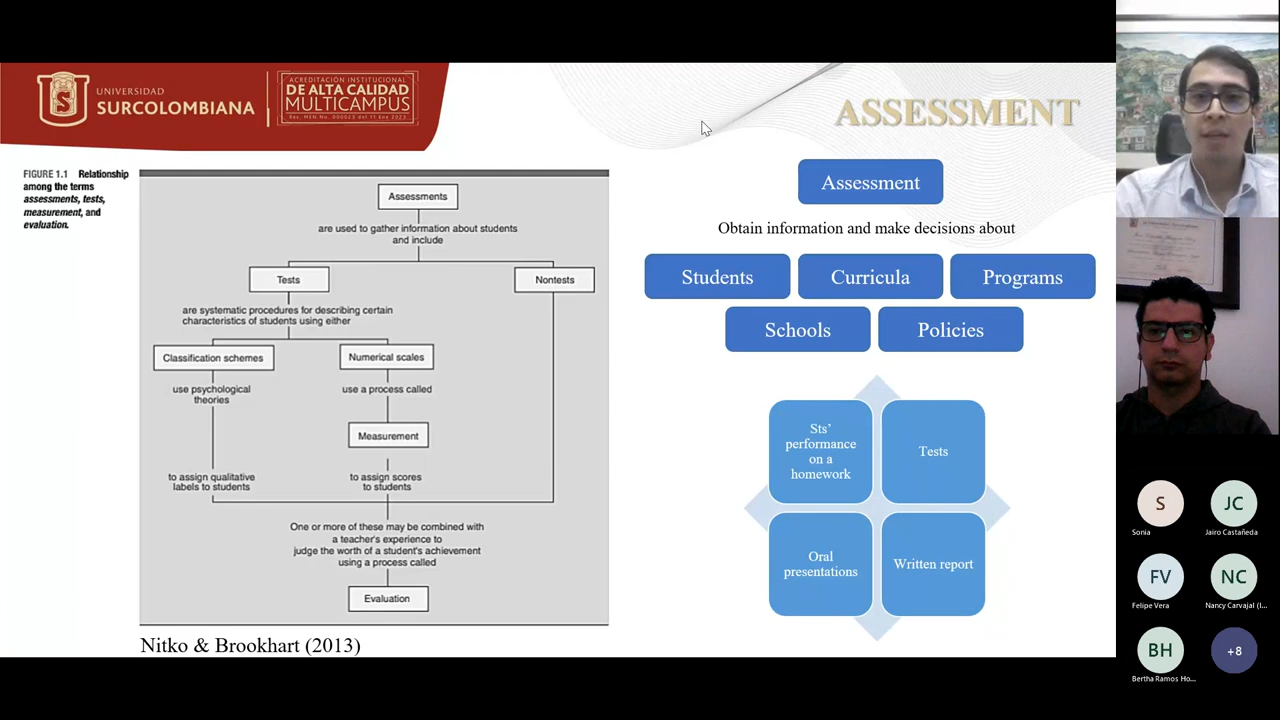 UNIVERSIDAD
SURCOLOMBIANA
ACREDITACIÓN INSTITUCIONAL
DE ALTA CALIDAD
MULTICAMPUS
ASSESSMENT
FIGURE 1.1 Relationship
among the terms
assessments, tests,
measurement, and
evaluation.
Assessments
are used to gather information about students
and include
Tests
Nontests
are systematic procedures for describing certain
characteristics of students using either
Classification schemes
Numerical scales
use psychological
theories
use a process called
Measurement
to assign qualitative
labels to students
to assign scores
to students
One or more of these may be combined with
a teacher's experience to
judge the worth of a student's achievement
using a process called
Evaluation
Nitko & Brookhart (2013)
Assessment
Obtain information and make decisions about
Students
Curricula
Programs
Schools
Policies
Sts’
performance
on a
homework
Tests
Oral
presentations
Written report
S
Sonia
JC
Jairo Castañeda
FV
Felipe Vera
NC
Nancy Carvajal (I...
BH
Bertha Ramos Ho...
+8